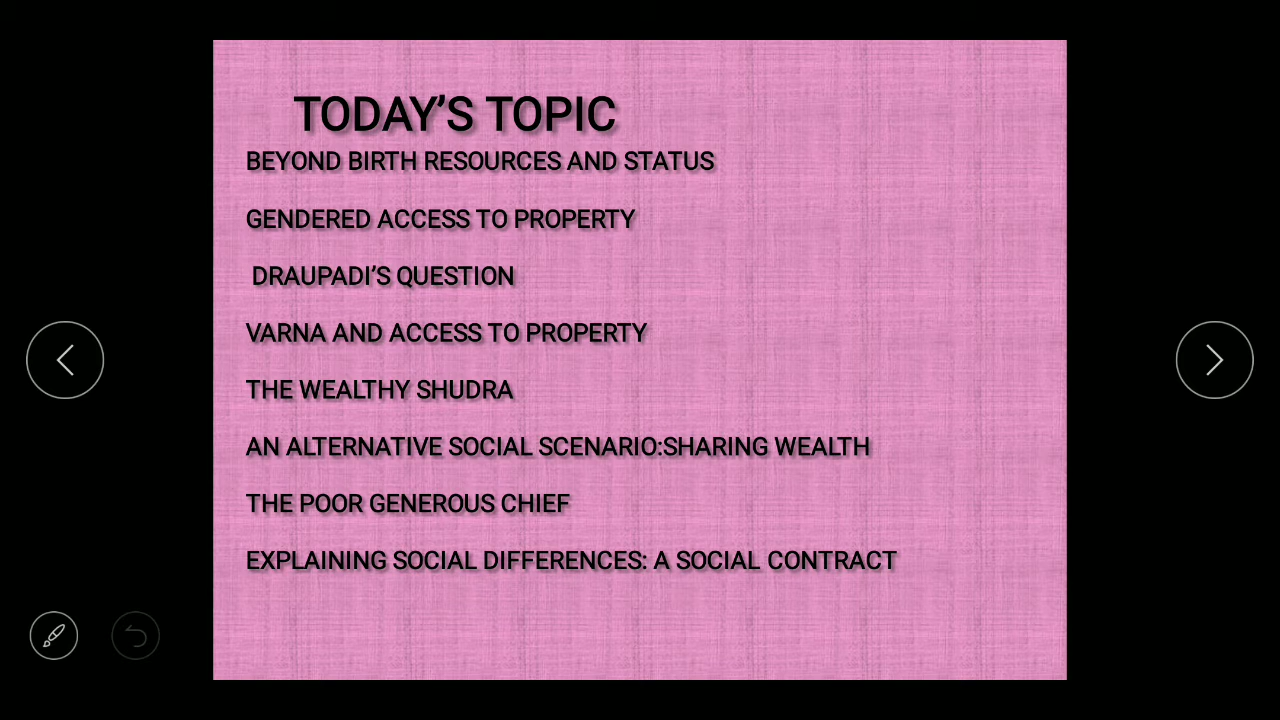 TODAY’S TOPIC
BEYOND BIRTH RESOURCES AND STATUS
GENDERED ACCESS TO PROPERTY
DRAUPADI’S QUESTION
VARNA AND ACCESS TO PROPERTY
THE WEALTHY SHUDRA
AN ALTERNATIVE SOCIAL SCENARIO:SHARING WEALTH
THE POOR GENEROUS CHIEF
EXPLAINING SOCIAL DIFFERENCES: A SOCIAL CONTRACT